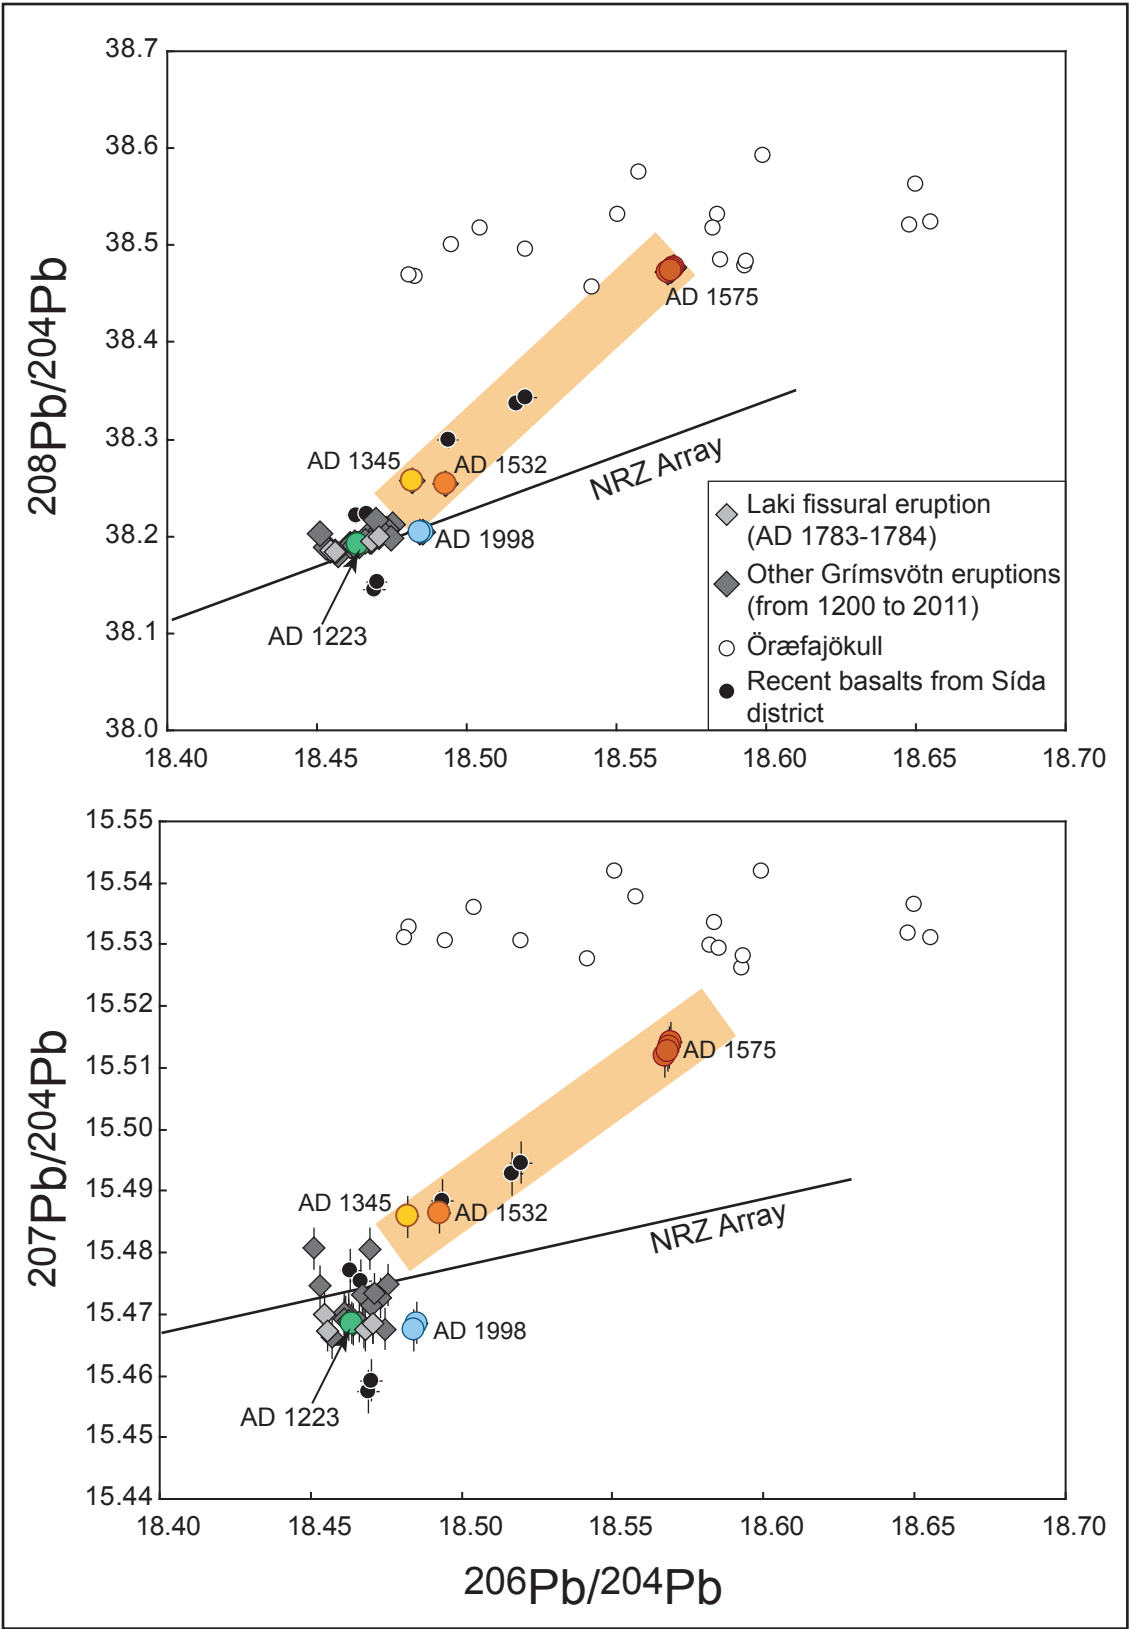 38.7
38.6
38.5
38.4
38.3
38.2
38.1
38.0
208Pb/204Pb
AD 1575
AD 1345
AD 1532
NRZ Array
AD 1998
AD 1223
Laki fissural eruption
(AD 1783-1784)
Other Grímsvötn eruptions
(from 1200 to 2011)
Öræfajökull
Recent basalts from Sída
district
18.40 18.45 18.50 18.55 18.60 18.65 18.70
15.55
15.54
15.53
15.52
15.51
15.50
15.49
15.48
15.47
15.46
15.45
15.44
207Pb/204Pb
AD 1575
AD 1345
AD 1532
NRZ Array
AD 1998
AD 1223
18.40 18.45 18.50 18.55 18.60 18.65 18.70
206Pb/204Pb